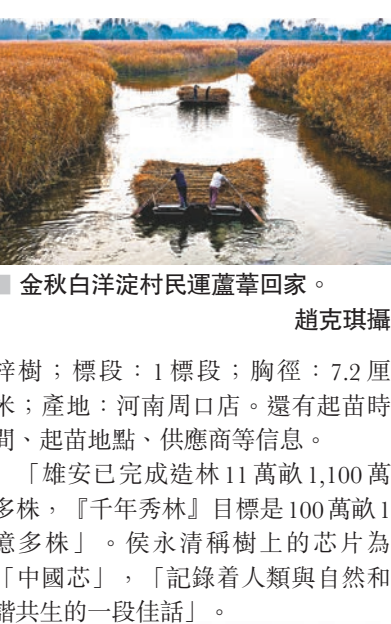 金秋白洋淀村民運蘆葦回家。
趙克琪攝
梓樹；標段：1標段；胸徑：7.2厘
米；產地：河南周口店。還有起苗時
間、起苗地點、供應商等信息。
「雄安已完成造林11萬畝1,100萬
多株，『千年秀林』目標是100萬畝1
億多株」。侯永清稱樹上的芯片為
「中國芯」，「記錄着人類與自然和
諧共生的一段佳話」。